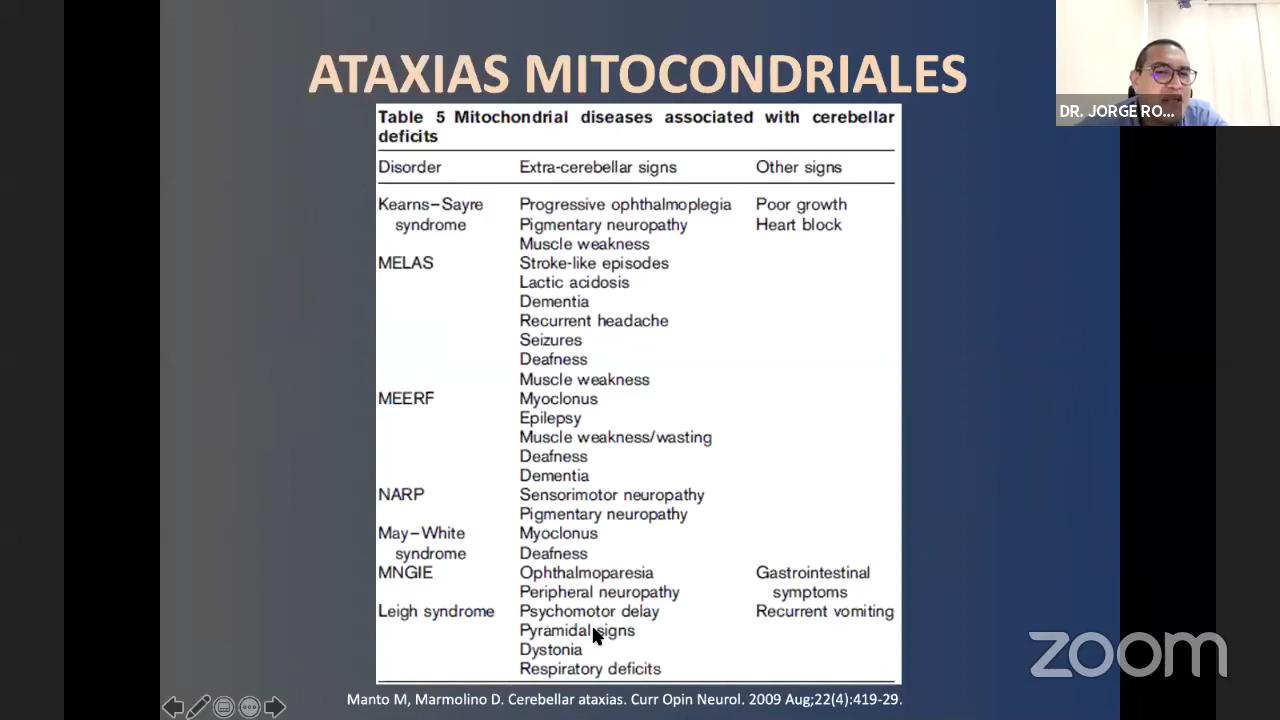 ATAXIAS MITOCONDRIALES
DR. JORGE RO...
Table 5 Mitochondrial diseases associated with cerebellar
deficits
Disorder Extra-cerebellar signs Other signs
Kearns–Sayre Progressive ophthalmoplegia Poor growth
syndrome Pigmentary neuropathy Heart block
Muscle weakness
MELAS Stroke-like episodes
Lactic acidosis
Dementia
Recurrent headache
Seizures
Deafness
Muscle weakness
MEERF Myoclonus
Epilepsy
Muscle weakness/wasting
Deafness
Dementia
NARP Sensorimotor neuropathy
Pigmentary neuropathy
May–White Myoclonus
syndrome Deafness
MNGIE Ophthalmoparesia Gastrointestinal
Peripheral neuropathy symptoms
Leigh syndrome Psychomotor delay Recurrent vomiting
Pyramidal signs
Dystonia
Respiratory deficits
Manto M, Marmolino D. Cerebellar ataxias. Curr Opin Neurol. 2009 Aug;22(4):419-29.
zoom